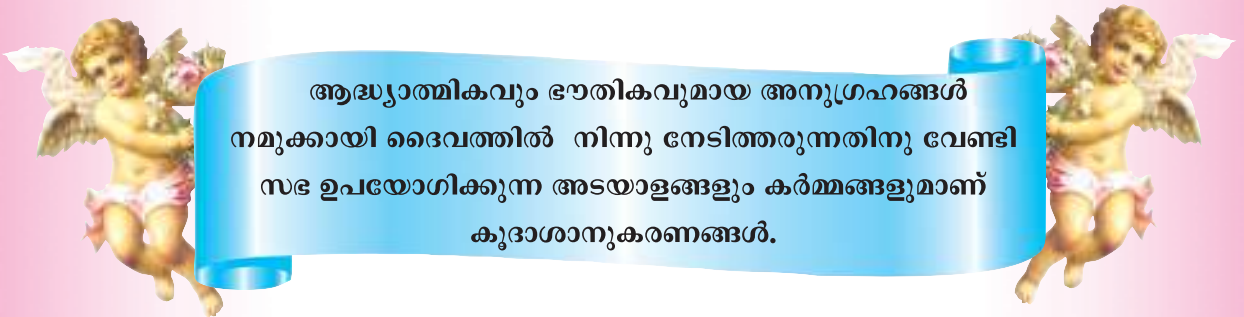 ആദ്ധ്യാത്മികവും ഭൗതികവുമായ അനുഗ്രഹങ്ങൾ
നമുക്കായി ദൈവത്തിൽ നിന്നു നേടിത്തരുന്നതിനു വേണ്ടി
സഭ ഉപയോഗിക്കുന്ന അടയാളങ്ങളും കർമ്മങ്ങളുമാണ്
കൂദാശാനുകരണങ്ങൾ.